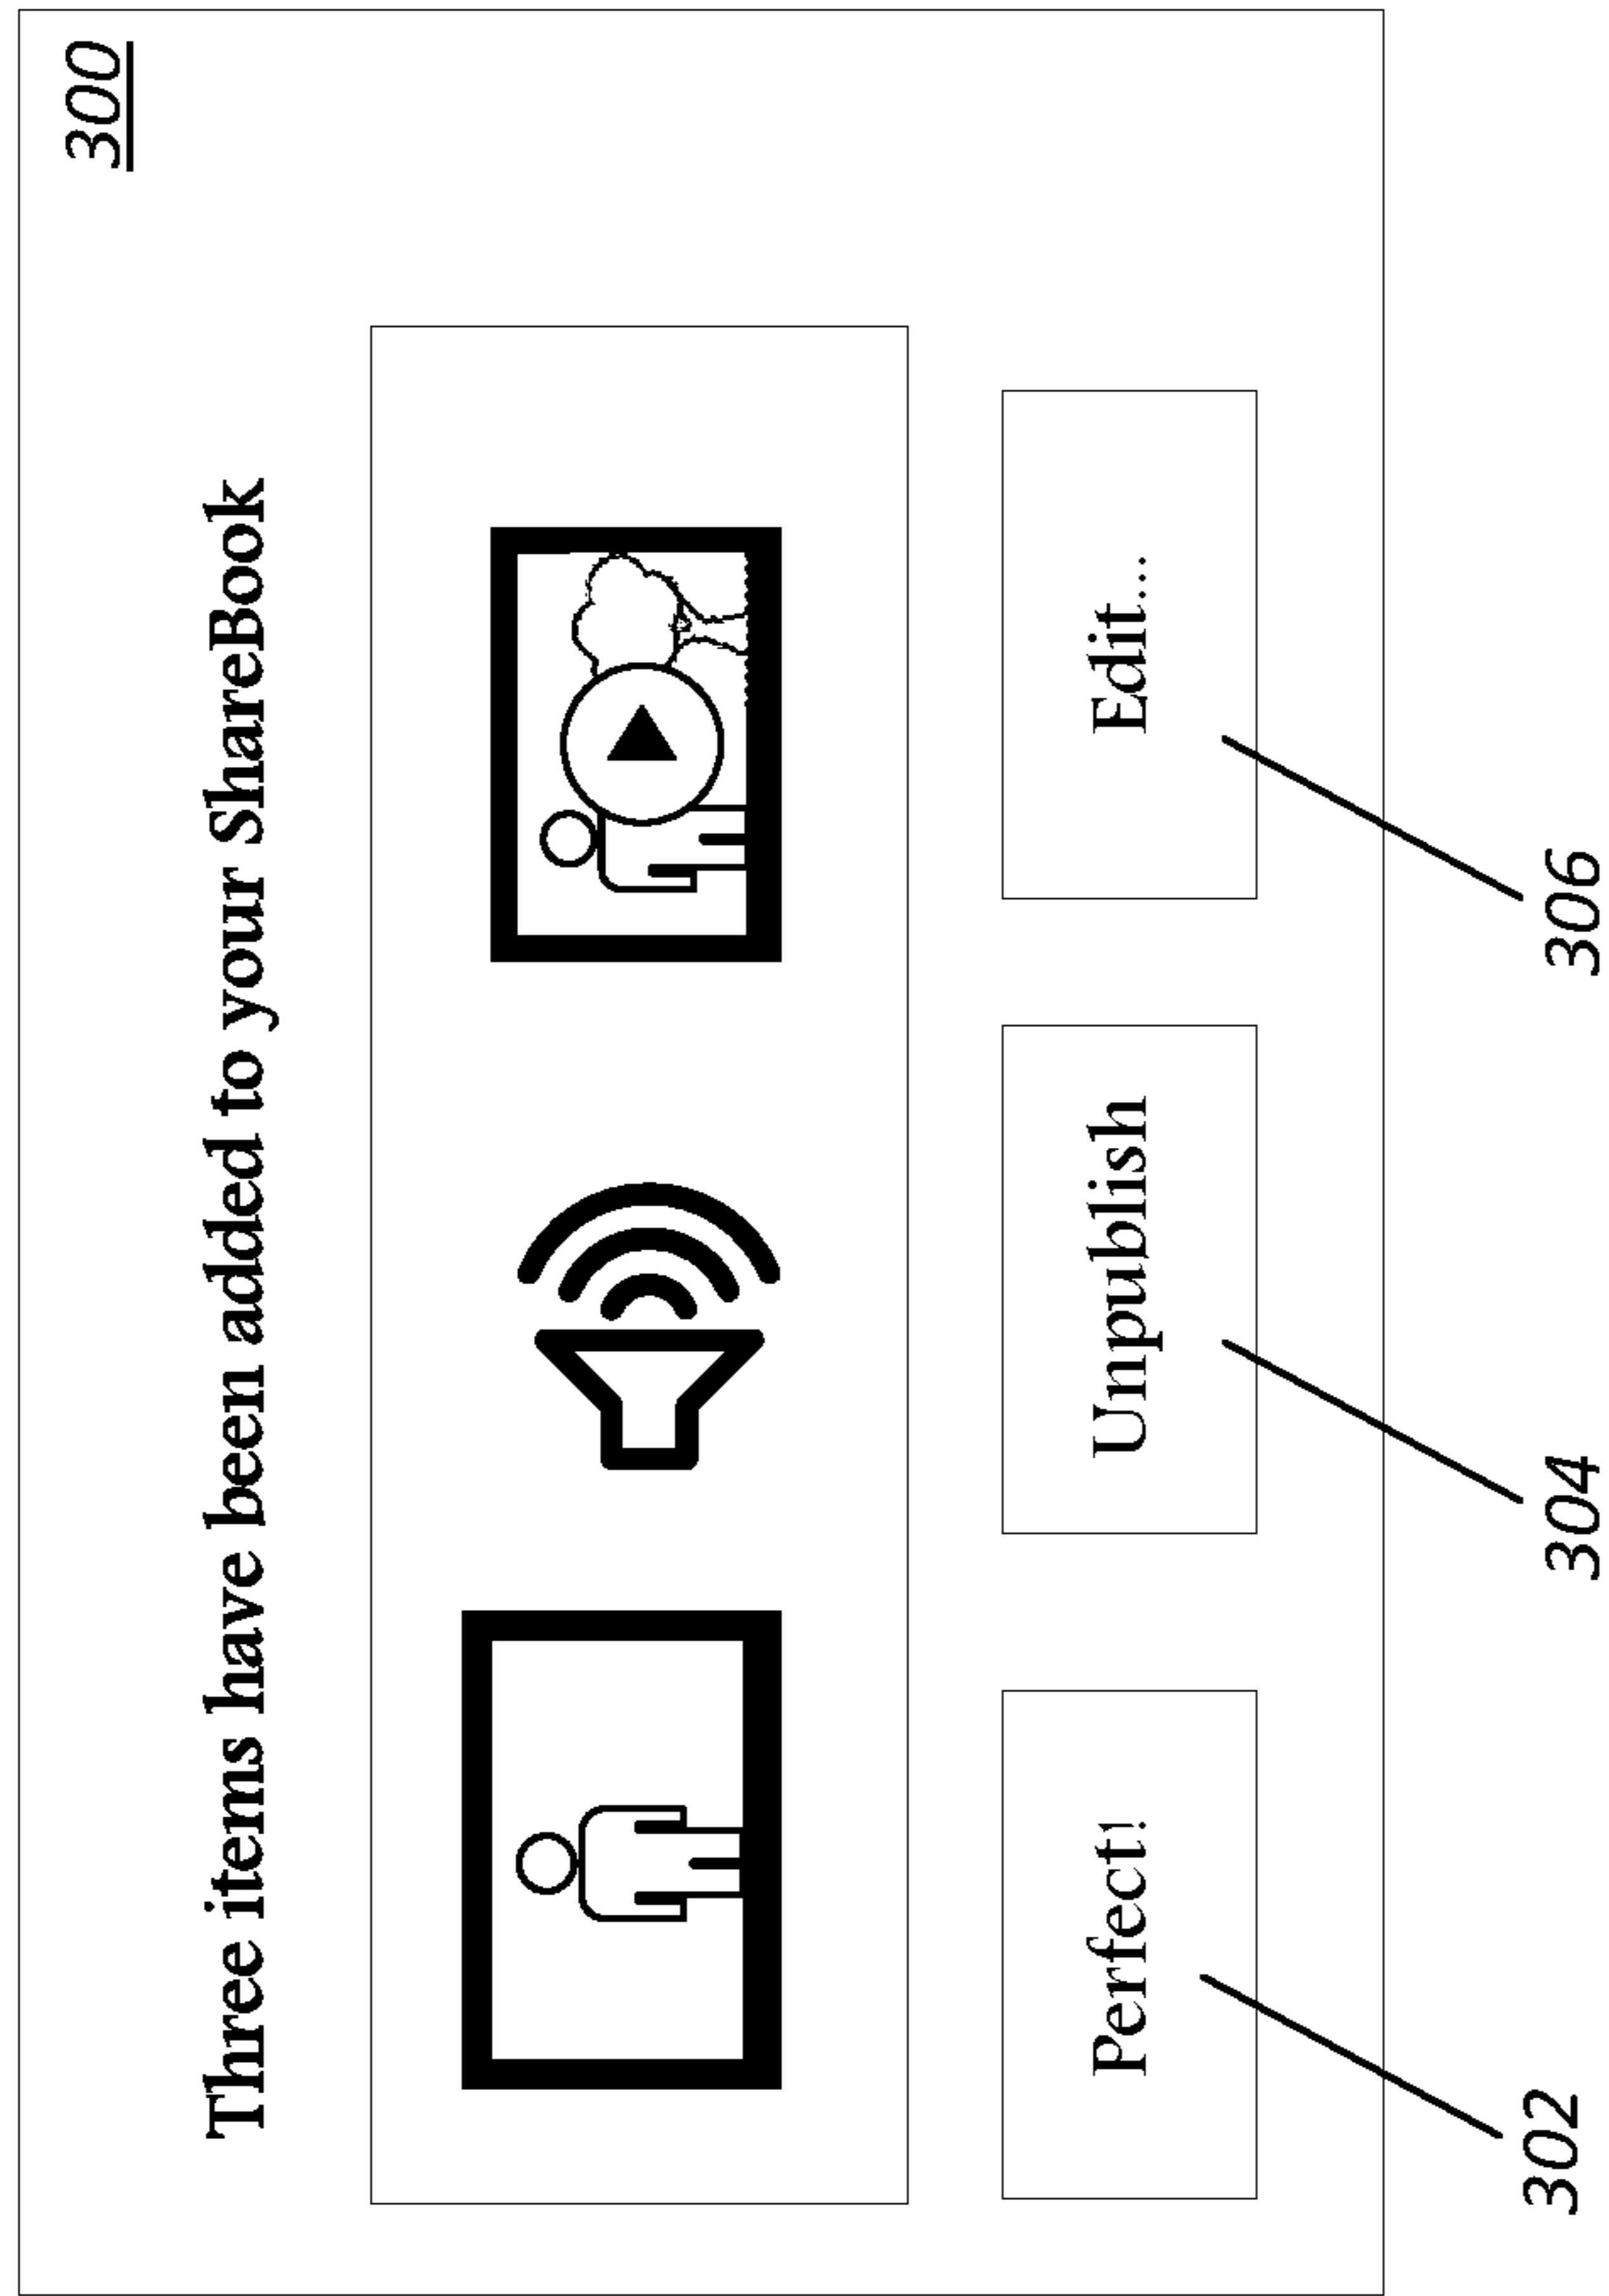 300
Three items have been added to your ShareBook
Perfect!
Unpublish
Edit...
302
304
306